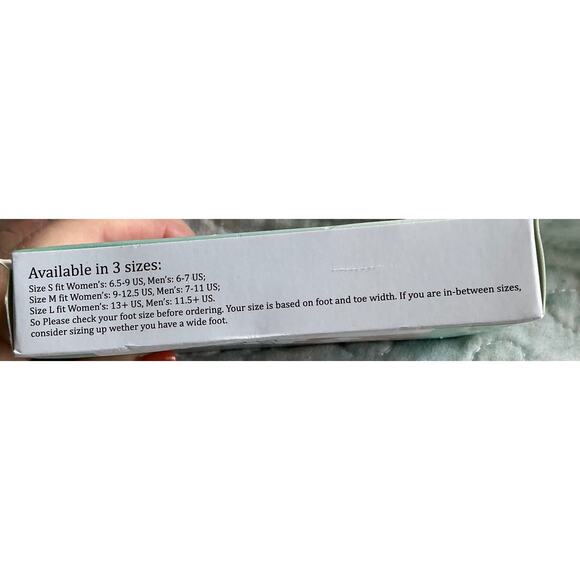 Available in 3 sizes:
Size S fit Women's: 6.5-9 US, Men's: 6-7 US;
Size M fit Women's: 9-12.5 US, Men's: 7-11 US;
Size L fit Women's: 13+ US, Men's: 11.5+ US.
So Please check your foot size before ordering. Your size is based on foot and toe width. If you are in-between sizes,
consider sizing up wether you have a wide foot.